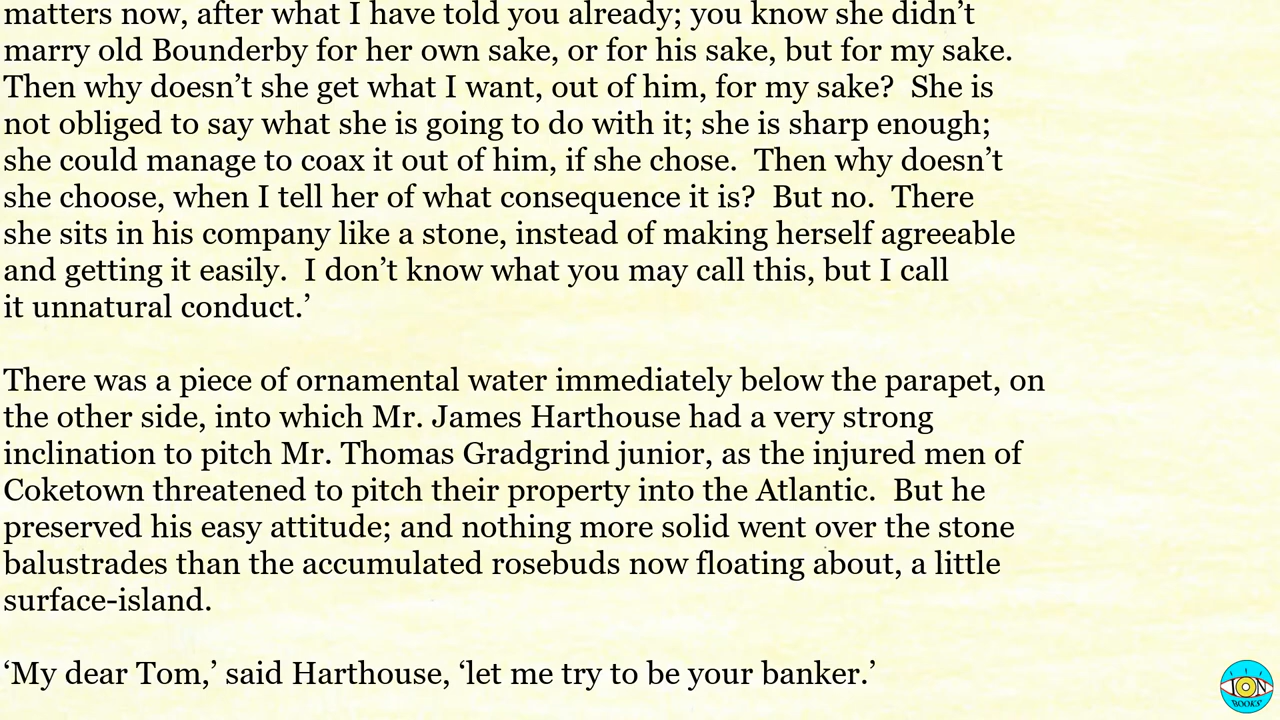 matters now, after what I have told you already; you know she didn’t
marry old Bounderby for her own sake, or for his sake, but for my sake.
Then why doesn’t she get what I want, out of him, for my sake?  She is
not obliged to say what she is going to do with it; she is sharp enough;
she could manage to coax it out of him, if she chose.  Then why doesn’t
she choose, when I tell her of what consequence it is?  But no.  There
she sits in his company like a stone, instead of making herself agreeable
and getting it easily.  I don’t know what you may call this, but I call
it unnatural conduct.’

There was a piece of ornamental water immediately below the parapet, on
the other side, into which Mr. James Harthouse had a very strong
inclination to pitch Mr. Thomas Gradgrind junior, as the injured men of
Coketown threatened to pitch their property into the Atlantic.  But he
preserved his easy attitude; and nothing more solid went over the stone
balustrades than the accumulated rosebuds now floating about, a little
surface-island.

‘My dear Tom,’ said Harthouse, ‘let me try to be your banker.’
ION
BOOKS